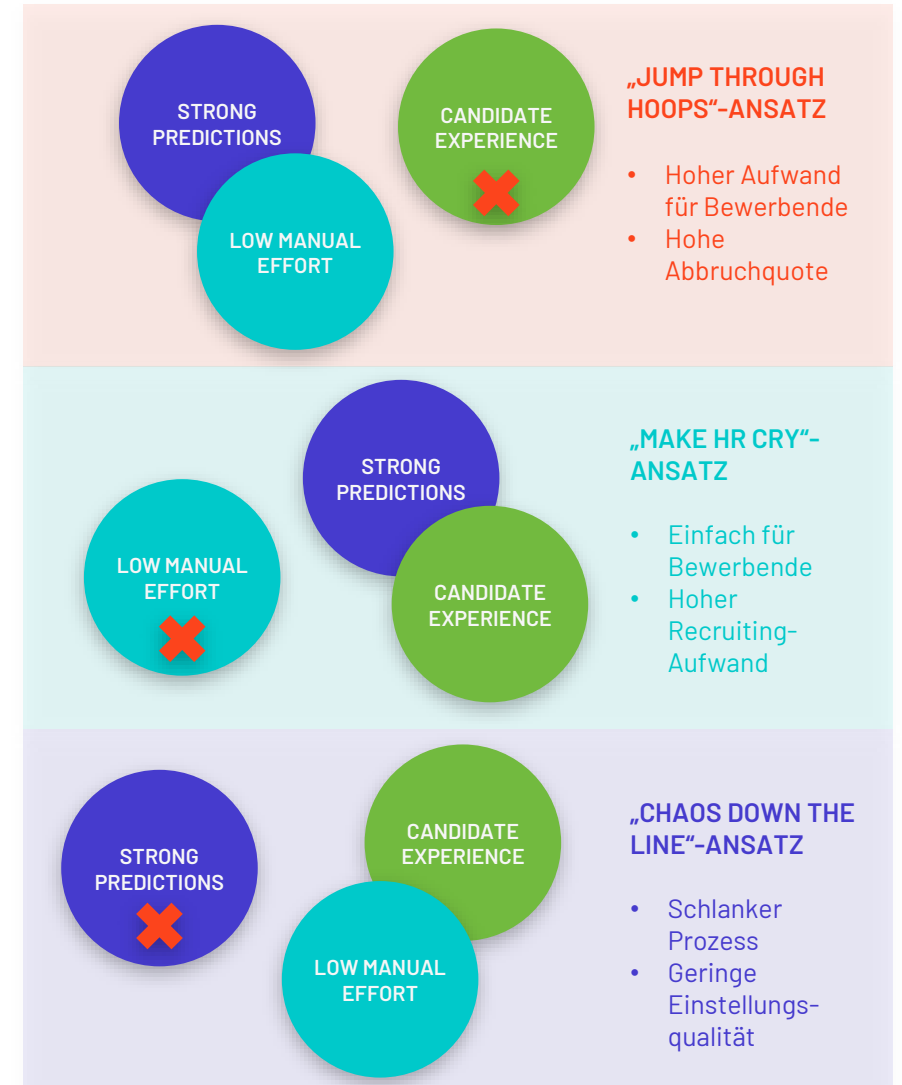 STRONG
PREDICTIONS
LOW MANUAL
EFFORT
CANDIDATE
EXPERIENCE
„JUMP THROUGH
HOOPS“-ANSATZ
• Hoher Aufwand
für Bewerbende
• Hohe
Abbruchquote
LOW MANUAL
EFFORT
STRONG
PREDICTIONS
CANDIDATE
EXPERIENCE
„MAKE HR CRY“-
ANSATZ
• Einfach für
Bewerbende
• Hoher
Recruiting-
Aufwand
STRONG
PREDICTIONS
CANDIDATE
EXPERIENCE
LOW MANUAL
EFFORT
„CHAOS DOWN THE
LINE“-ANSATZ
• Schlanker
Prozess
• Geringe
Einstellungs-
qualität